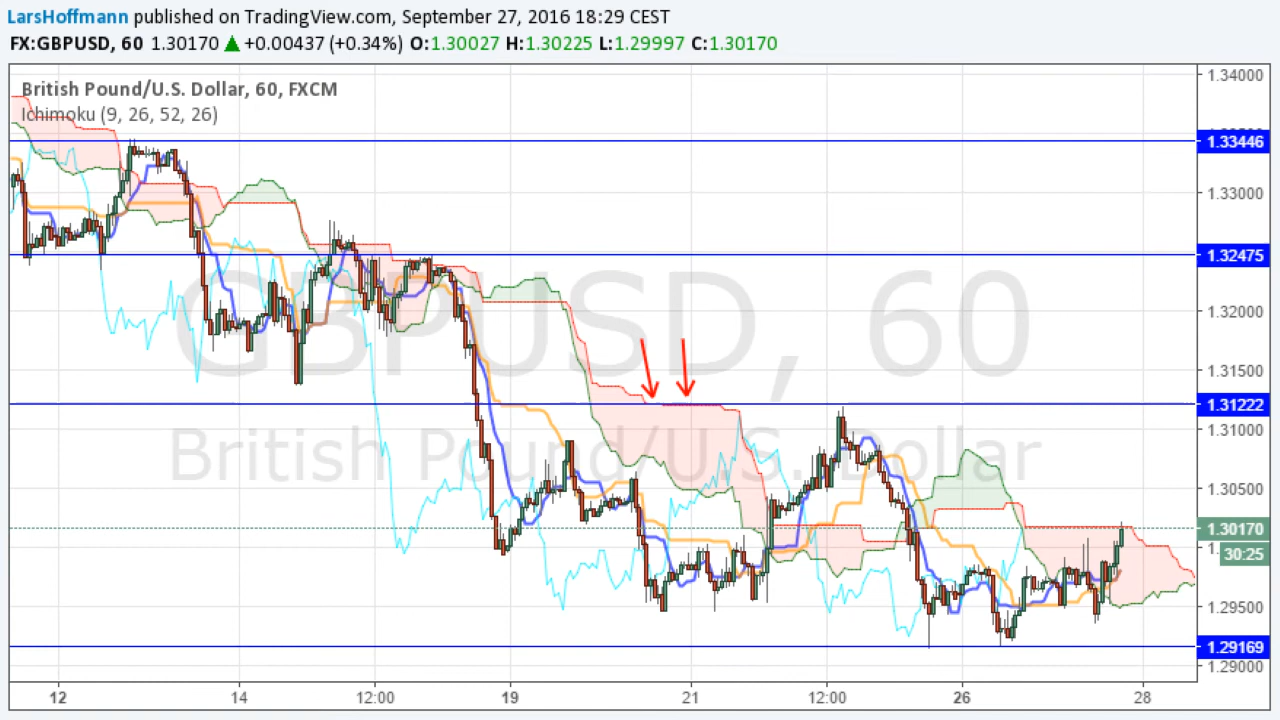 LarsHoffmann published on TradingView.com, September 27, 2016 18:29 CEST
FX:GBPUSD, 60 1.30170 ▲ +0.00437 (+0.34%) O:1.30027 H:1.30225 L:1.29997 C:1.30170
British Pound/U.S. Dollar, 60, FXCM
Ichimoku (9, 26, 52, 26)
GBPUSD, 60
British Pound/U.S. Dollar
1.34000
1.33446
1.33000
1.32475
1.32000
1.31500
1.31222
1.31000
1.30500
1.30170
30:25
1.29500
1.29169
1.29000
12 14 12:00 19 21 12:00 26 28